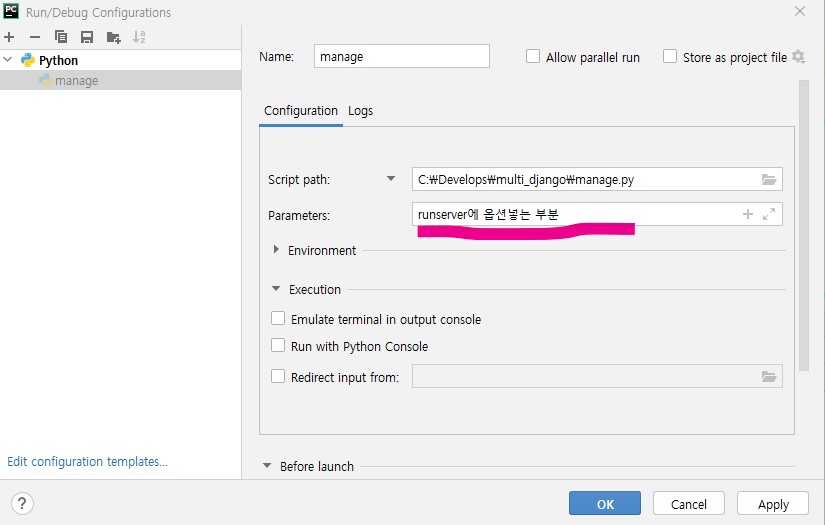 PC
Run/Debug Configurations
Python
manage
Name:
manage
Allow parallel run
Store as project file
Configuration
Logs
Script path:
C:₩Develops₩multi_django₩manage.py
Parameters:
runserver에 옵션넣는 부분
Environment
Execution
Emulate terminal in output console
Run with Python Console
Redirect input from:
Edit configuration templates...
Before launch
?
OK
Cancel
Apply